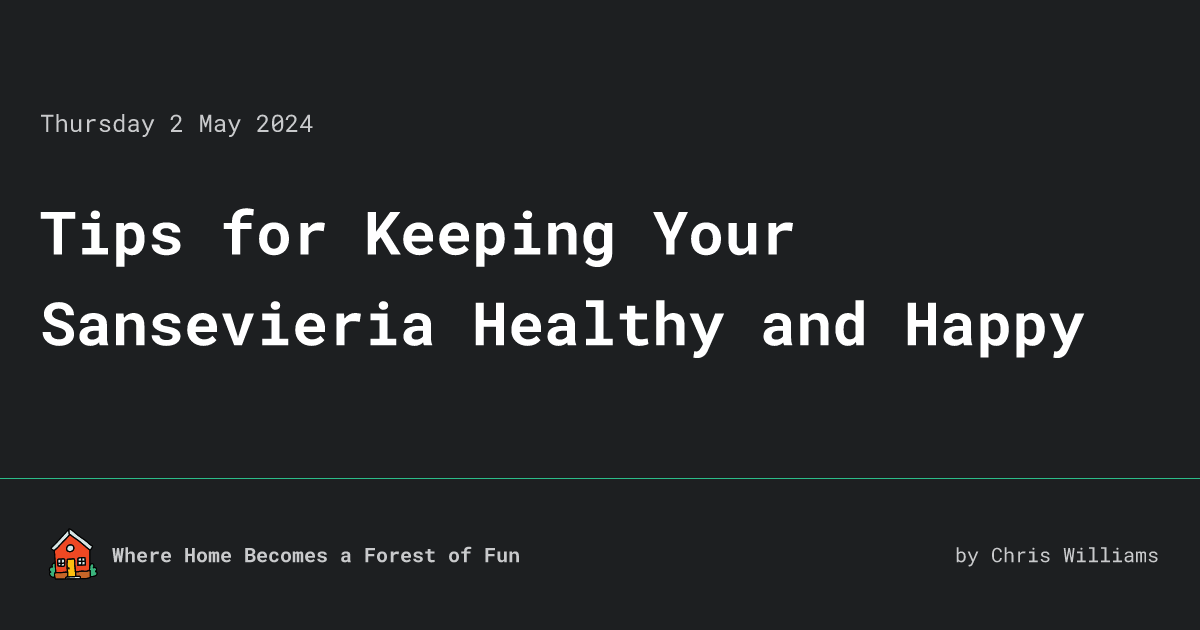 Thursday 2 May 2024
Tips for Keeping Your
Sansevieria Healthy and Happy
Where Home Becomes a Forest of Fun
by Chris Williams